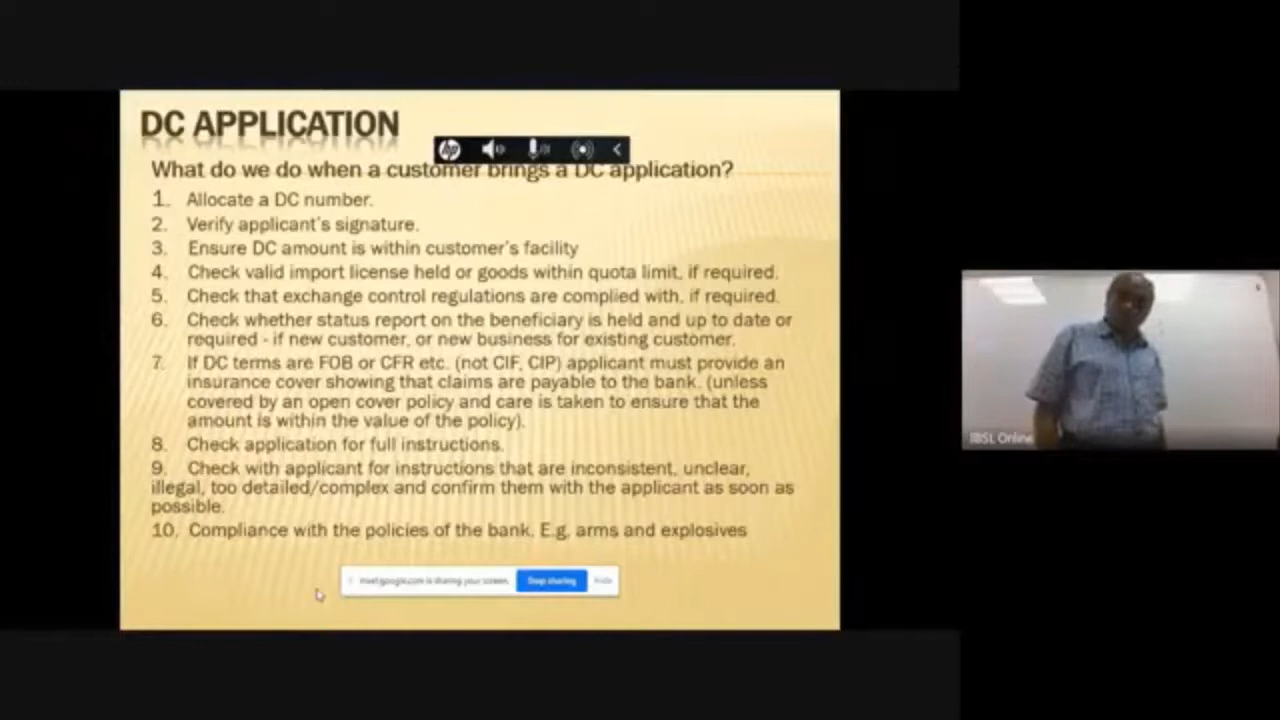 DC APPLICATION
hp
What do we do when a customer brings a DC application?
1. Allocate a DC number.
2. Verify applicant's signature.
3. Ensure DC amount is within customer's facility
4. Check valid import license held or goods within quota limit, if required.
5. Check that exchange control regulations are complied with, if required.
6. Check whether status report on the beneficiary is held and up to date or
required - if new customer, or new business for existing customer.
7. If DC terms are FOB or CFR etc. (not CIF, CIP) applicant must provide an
insurance cover showing that claims are payable to the bank. (unless
covered by an open cover policy and care is taken to ensure that the
amount is within the value of the policy).
8. Check application for full instructions.
9. Check with applicant for instructions that are inconsistent, unclear,
illegal, too detailed/complex and confirm them with the applicant as soon as
possible.
10. Compliance with the policies of the bank. E.g. arms and explosives
meet.google.com is sharing your screen. Stop sharing Hide
IBSL Online